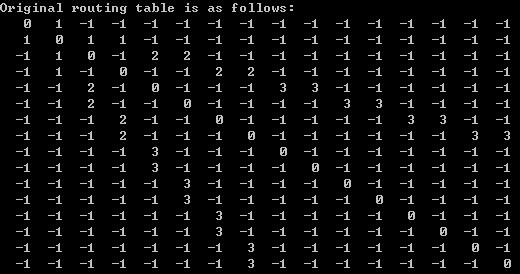 Original routing table is as follows:
0 1 -1 -1 -1 -1 -1 -1 -1 -1 -1 -1 -1 -1 -1 -1
1 0 1 1 -1 -1 -1 -1 -1 -1 -1 -1 -1 -1 -1 -1
-1 1 0 -1 2 2 -1 -1 -1 -1 -1 -1 -1 -1 -1 -1
-1 1 -1 0 -1 -1 2 2 -1 -1 -1 -1 -1 -1 -1 -1
-1 -1 2 -1 0 -1 -1 -1 3 3 -1 -1 -1 -1 -1 -1
-1 -1 2 -1 -1 0 -1 -1 -1 -1 3 3 -1 -1 -1 -1
-1 -1 -1 2 -1 -1 0 -1 -1 -1 -1 -1 3 3 -1 -1
-1 -1 -1 2 -1 -1 -1 0 -1 -1 -1 -1 -1 -1 3 3
-1 -1 -1 -1 3 -1 -1 -1 0 -1 -1 -1 -1 -1 -1 -1
-1 -1 -1 -1 3 -1 -1 -1 -1 0 -1 -1 -1 -1 -1 -1
-1 -1 -1 -1 -1 3 -1 -1 -1 -1 0 -1 -1 -1 -1 -1
-1 -1 -1 -1 -1 3 -1 -1 -1 -1 -1 0 -1 -1 -1 -1
-1 -1 -1 -1 -1 -1 3 -1 -1 -1 -1 -1 0 -1 -1 -1
-1 -1 -1 -1 -1 -1 3 -1 -1 -1 -1 -1 -1 0 -1 -1
-1 -1 -1 -1 -1 -1 -1 3 -1 -1 -1 -1 -1 -1 0 -1
-1 -1 -1 -1 -1 -1 -1 3 -1 -1 -1 -1 -1 -1 -1 0